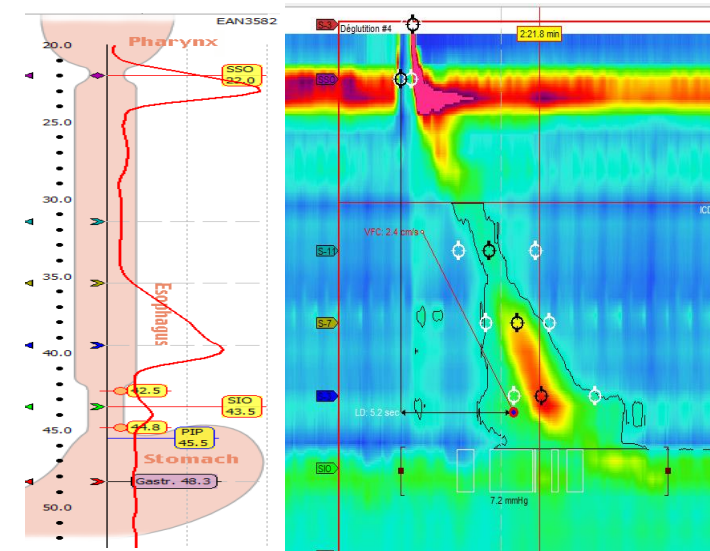 EAN3582
20.0
Pharynx
SSO
22.0
25.0
30.0
35.0
Esophagus
40.0
42.5
SIO
43.5
44.8
45.0
PIP
45.5
Stomach
Gastr. 48.3
50.0
S-3
Déglutition #4
2:21.8 min
SSO
VFC: 2.4 cm/s
S-11
S-7
LD: 5.2 sec
SIO
7.2 mmHg